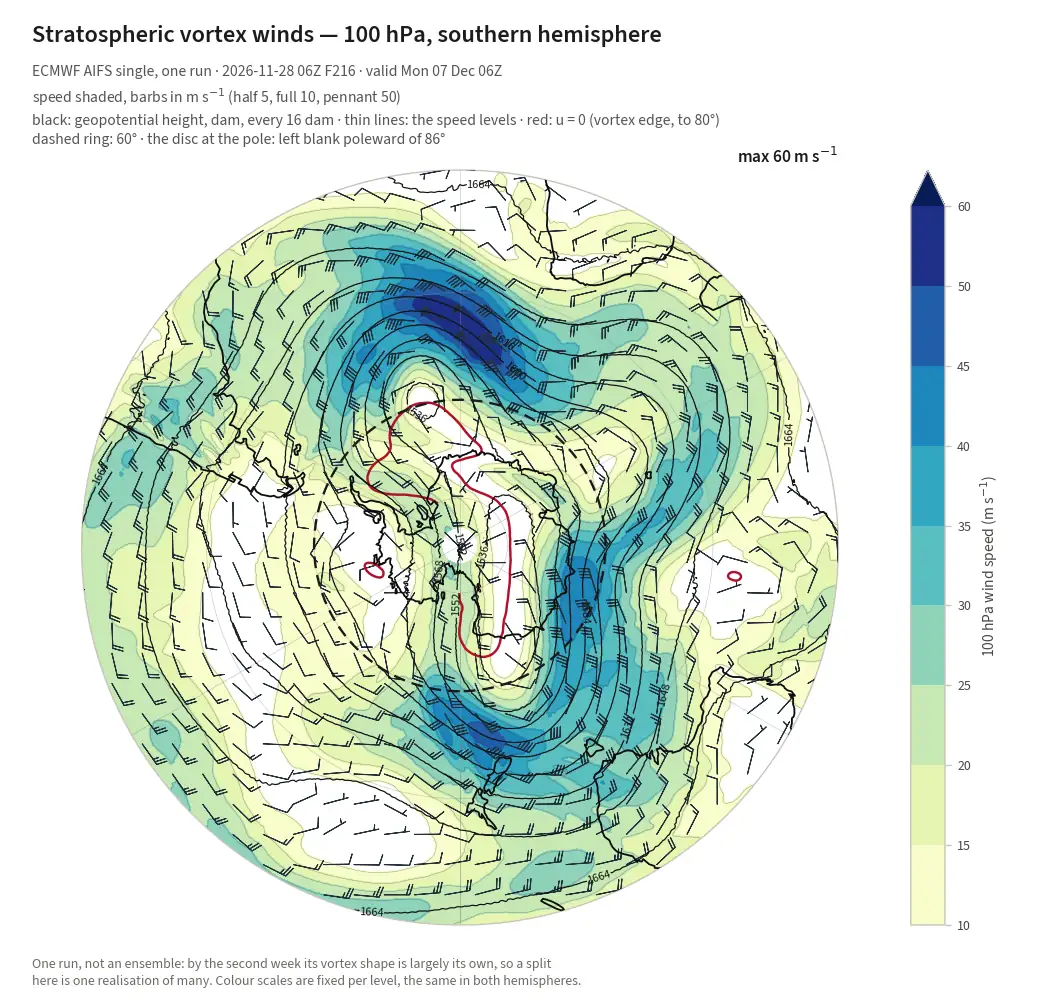 Stratospheric vortex winds — 100 hPa, southern hemisphere
ECMWF AIFS single, one run · 2026-11-28 06Z F216 · valid Mon 07 Dec 06Z
speed shaded, barbs in m s⁻¹ (half 5, full 10, pennant 50)
black: geopotential height, dam, every 16 dam · thin lines: the speed levels · red: u = 0 (vortex edge, to 80°)
dashed ring: 60° · the disc at the pole: left blank poleward of 86°
max 60 m s⁻¹
1664
60
50
45
40
35
30
25
20
15
10
100 hPa wind speed (m s⁻¹)
1536
1664
1664
1536
1568
1552
1648
1664
1664
One run, not an ensemble: by the second week its vortex shape is largely its own, so a split
here is one realisation of many. Colour scales are fixed per level, the same in both hemispheres.